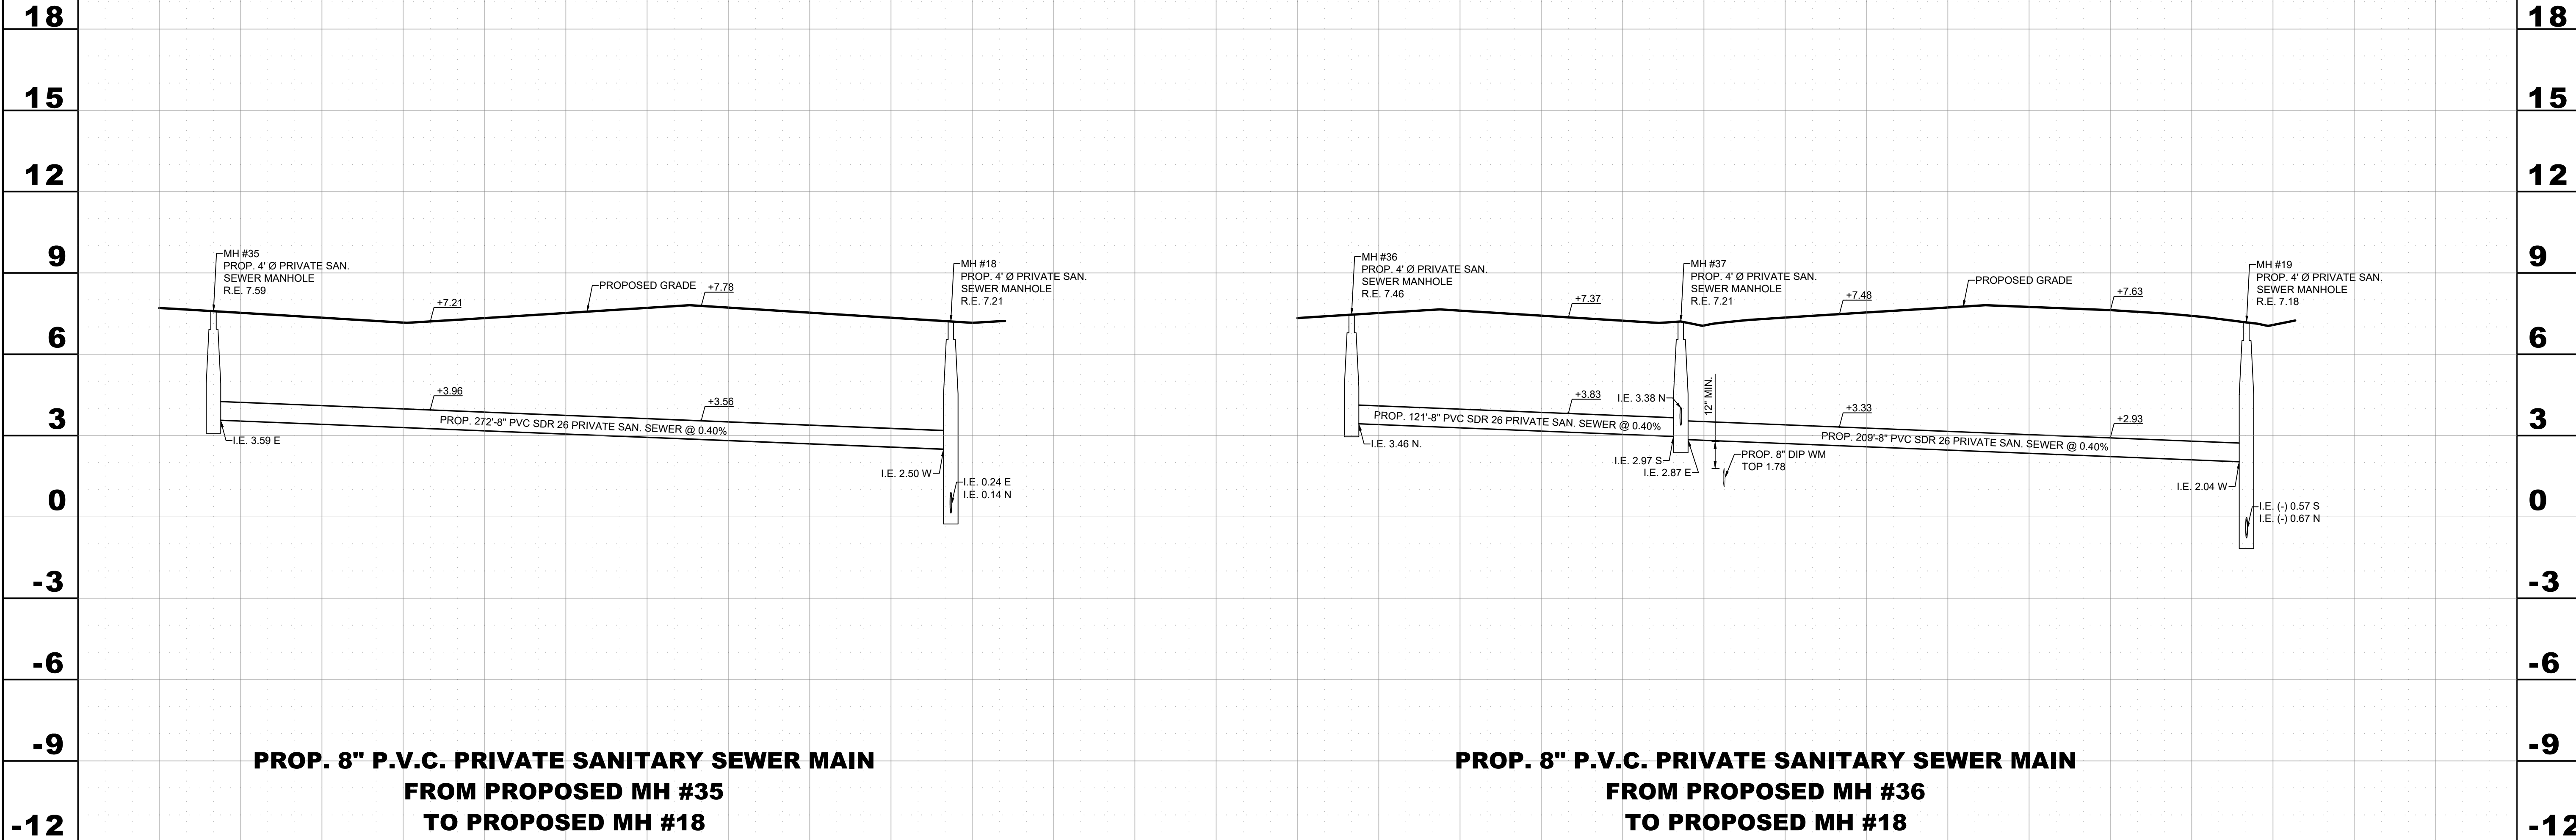 18
15
12
9
6
3
0
-3
-6
-9
-12
MH #35
PROP. 4' Ø PRIVATE SAN.
SEWER MANHOLE
R.E. 7.59
+7.21
PROPOSED GRADE
+7.78
MH #18
PROP. 4' Ø PRIVATE SAN.
SEWER MANHOLE
R.E. 7.21
+3.96
+3.56
PROP. 272'-8" PVC SDR 26 PRIVATE SAN. SEWER @ 0.40%
I.E. 3.59 E
I.E. 2.50 W
I.E. 0.24 E
I.E. 0.14 N
PROP. 8" P.V.C. PRIVATE SANITARY SEWER MAIN
FROM PROPOSED MH #35
TO PROPOSED MH #18
MH #36
PROP. 4' Ø PRIVATE SAN.
SEWER MANHOLE
R.E. 7.46
+7.37
MH #37
PROP. 4' Ø PRIVATE SAN.
SEWER MANHOLE
R.E. 7.21
+7.48
PROPOSED GRADE
+7.63
MH #19
PROP. 4' Ø PRIVATE SAN.
SEWER MANHOLE
R.E. 7.18
+3.83
I.E. 3.38 N
12" MIN.
+3.33
+2.93
PROP. 121'-8" PVC SDR 26 PRIVATE SAN. SEWER @ 0.40%
PROP. 209'-8" PVC SDR 26 PRIVATE SAN. SEWER @ 0.40%
I.E. 3.46 N.
I.E. 2.97 S
I.E. 2.87 E
PROP. 8" DIP WM
TOP 1.78
I.E. 2.04 W
I.E. (-) 0.57 S
I.E. (-) 0.67 N
PROP. 8" P.V.C. PRIVATE SANITARY SEWER MAIN
FROM PROPOSED MH #36
TO PROPOSED MH #18
18
15
12
9
6
3
0
-3
-6
-9
-12